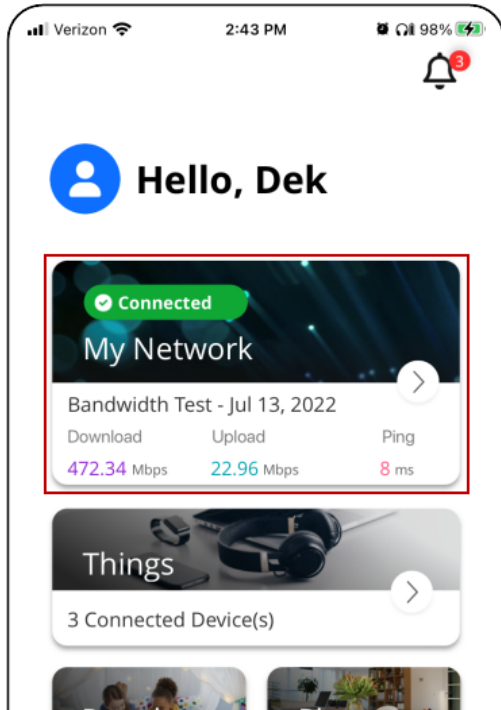 Verizon 2:43 PM 98%
3
Hello, Dek
Connected
My Network
Bandwidth Test - Jul 13, 2022
Download Upload Ping
472.34 Mbps 22.96 Mbps 8 ms
Things
3 Connected Device(s)